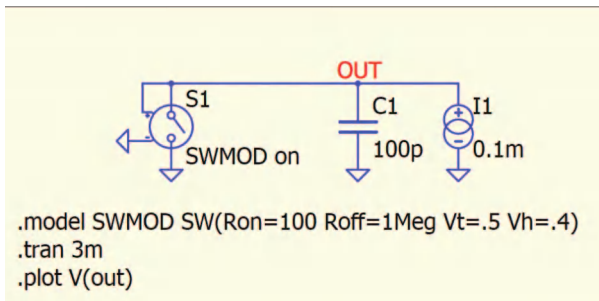 OUT
S1
C1
I1
100p
0.1m
SWMOD on
.model SWMOD SW(Ron=100 Roff=1Meg Vt=.5 Vh=.4)
.tran 3m
.plot V(out)